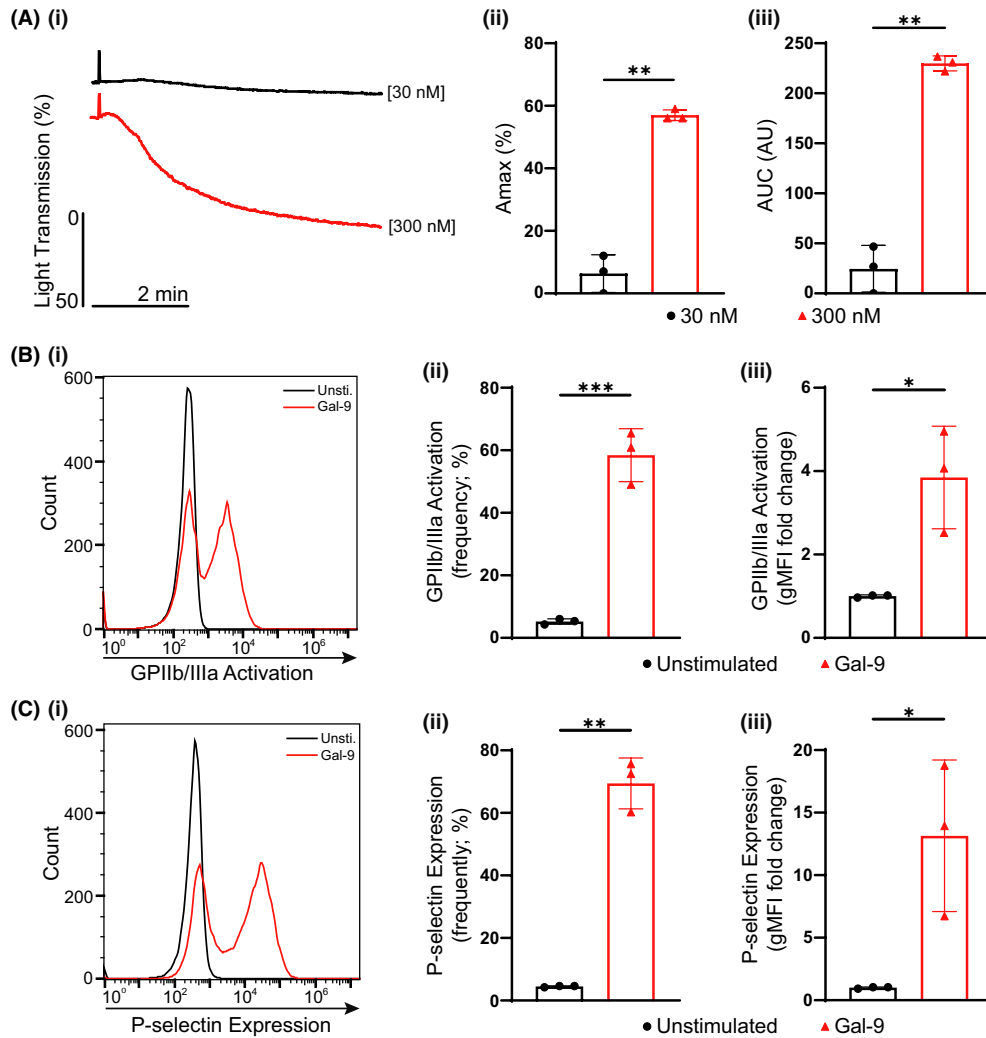 (A) (i)
Light Transmission (%)
[30 nM]
[300 nM]
0
50
2 min
(ii)
**
Amax (%)
80
60
40
20
0
(iii)
**
AUC (AU)
250
200
150
100
50
0
30 nM
300 nM
(B) (i)
Count
600
400
200
0
Unsti.
Gal-9
10⁰ 10² 10⁴ 10⁶
GPIIb/IIIa Activation
(ii)
***
GPIIb/IIIa Activation
(frequency; %)
80
60
40
20
0
(iii)
*
GPIIb/IIIa Activation
(gMFI fold change)
6
4
2
0
Unstimulated
Gal-9
(C) (i)
Count
600
400
200
0
Unsti.
Gal-9
10⁰ 10² 10⁴ 10⁶
P-selectin Expression
(ii)
**
P-selectin Expression
(frequently; %)
80
60
40
20
0
(iii)
*
P-selectin Expression
(gMFI fold change)
20
15
10
5
0
Unstimulated
Gal-9